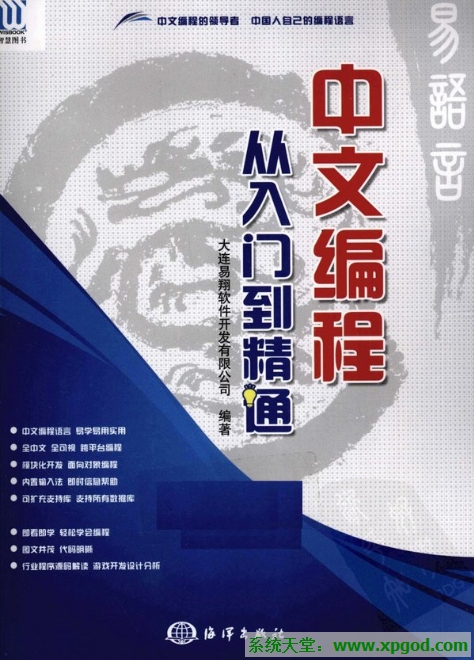 WISBOOK
智慧图书
中文编程的领导者 中国人自己的编程语言
易語言
中文编程
从入门到精通
大连易翔软件开发有限公司 编著
• 中文编程语言 易学易用实用
• 全中文 全可视 跨平台编程
• 模块化开发 面向对象编程
• 内置输入法 即时信息帮助
• 可扩充支持库 支持所有数据库
• 即看即学 轻松学会编程
• 图文并茂 代码明晰
• 行业程序源码解读 游戏开发设计分析
海洋出版社
系统天堂：www.xpgod.com